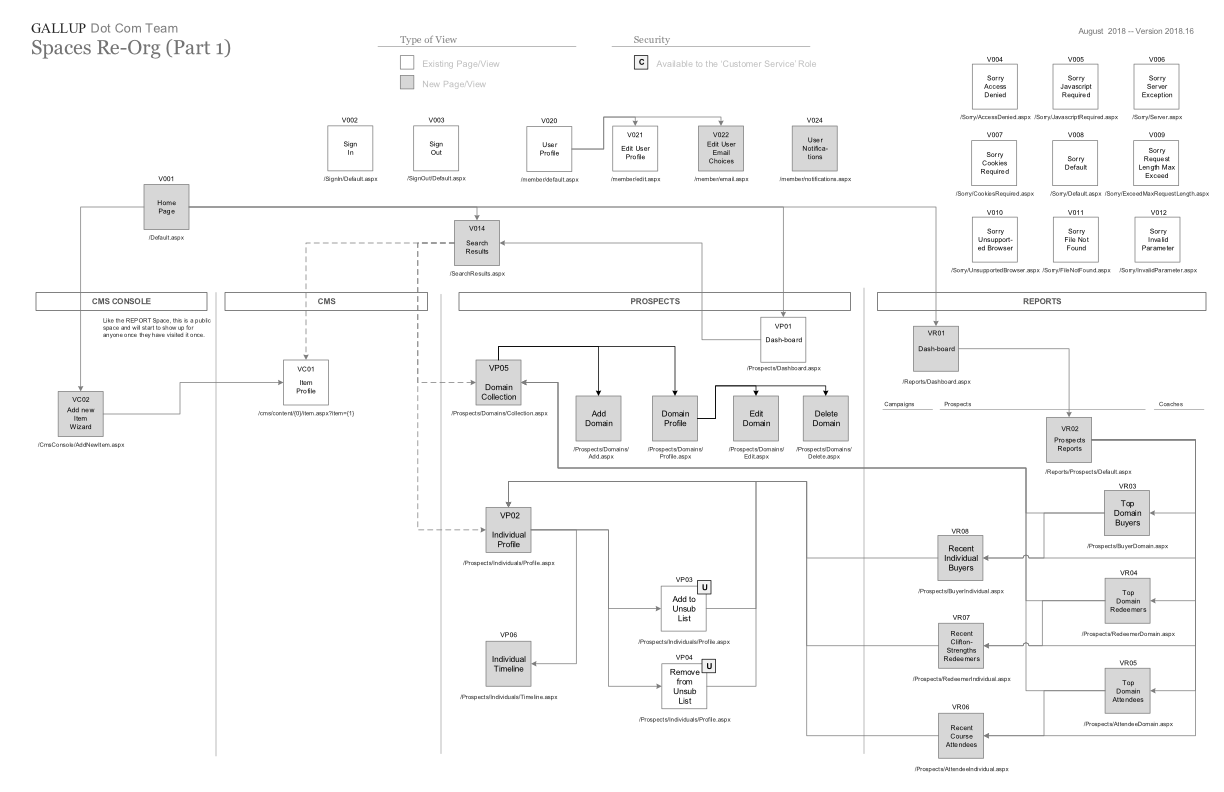 GALLUP Dot Com Team
Spaces Re-Org (Part 1)
Type of View
Existing Page/View
New Page/View
Security
C
Available to the 'Customer Service' Role
August 2018 -- Version 2018.16
V004
Sorry
Access
Denied
/Sorry/AccessDenied.aspx
V005
Sorry
Javascript
Required
/Sorry/JavascriptRequired.aspx
V006
Sorry
Server
Exception
/Sorry/Server.aspx
V007
Sorry
Cookies
Required
/Sorry/CookiesRequired.aspx
V008
Sorry
Default
/Sorry/Default.aspx
V009
Sorry
Request
Length Max
Exceed
/Sorry/ExceedMaxRequestLength.aspx
V010
Sorry
Unsupport-
ed Browser
/Sorry/UnsupportedBrowser.aspx
V011
Sorry
File Not
Found
/Sorry/FileNotFound.aspx
V012
Sorry
Invalid
Parameter
/Sorry/InvalidParameter.aspx
V002
Sign
In
/SignIn/Default.aspx
V003
Sign
Out
/SignOut/Default.aspx
V020
User
Profile
/member/default.aspx
V021
Edit User
Profile
/member/edit.aspx
V022
Edit User
Email
Choices
/member/email.aspx
V024
User
Notifica-
tions
/member/notifications.aspx
V001
Home
Page
/Default.aspx
V014
Search
Results
/SearchResults.aspx
CMS CONSOLE
Like the REPORT Space, this is a public
space and will start to show up for
anyone once they have visited it once.
VC02
Add new
Item
Wizard
/CmsConsole/AddNewItem.aspx
CMS
VC01
Item
Profile
/cms/content/{0}/item.aspx?item={1}
PROSPECTS
VP01
Dash-board
/Prospects/Dashboard.aspx
VP05
Domain
Collection
/Prospects/Domains/Collection.aspx
Add
Domain
/Prospects/Domains/
Add.aspx
Domain
Profile
/Prospects/Domains/
Profile.aspx
Edit
Domain
/Prospects/Domains/
Edit.aspx
Delete
Domain
/Prospects/Domains/
Delete.aspx
VP02
Individual
Profile
/Prospects/Individuals/Profile.aspx
VP03
U
Add to
Unsub
List
/Prospects/Individuals/Profile.aspx
VP06
Individual
Timeline
/Prospects/Individuals/Timeline.aspx
VP04
U
Remove
from
Unsub
List
/Prospects/Individuals/Profile.aspx
REPORTS
VR01
Dash-board
/Reports/Dashboard.aspx
Campaigns
Prospects
Coaches
VR02
Prospects
Reports
/Reports/Prospects/Default.aspx
VR03
Top
Domain
Buyers
/Prospects/BuyerDomain.aspx
VR08
Recent
Individual
Buyers
/Prospects/BuyerIndividual.aspx
VR04
Top
Domain
Redeemers
/Prospects/RedeemerDomain.aspx
VR07
Recent
Clifton-
Strengths
Redeemers
/Prospects/RedeemerIndividual.aspx
VR05
Top
Domain
Attendees
/Prospects/AttendeeDomain.aspx
VR06
Recent
Course
Attendees
/Prospects/AttendeeIndividual.aspx